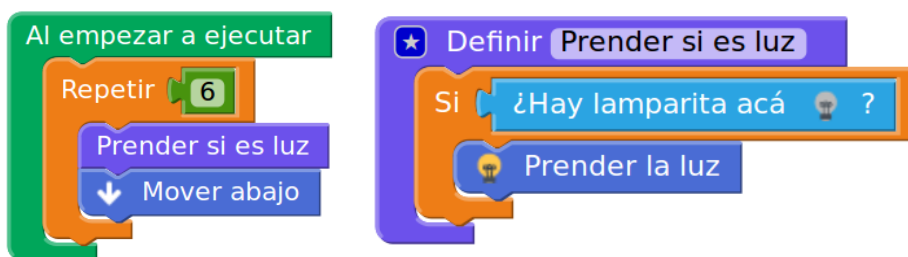 Al empezar a ejecutar
Repetir 6
Prender si es luz
Mover abajo
Definir Prender si es luz
Si ¿Hay lamparita acá ?
Prender la luz